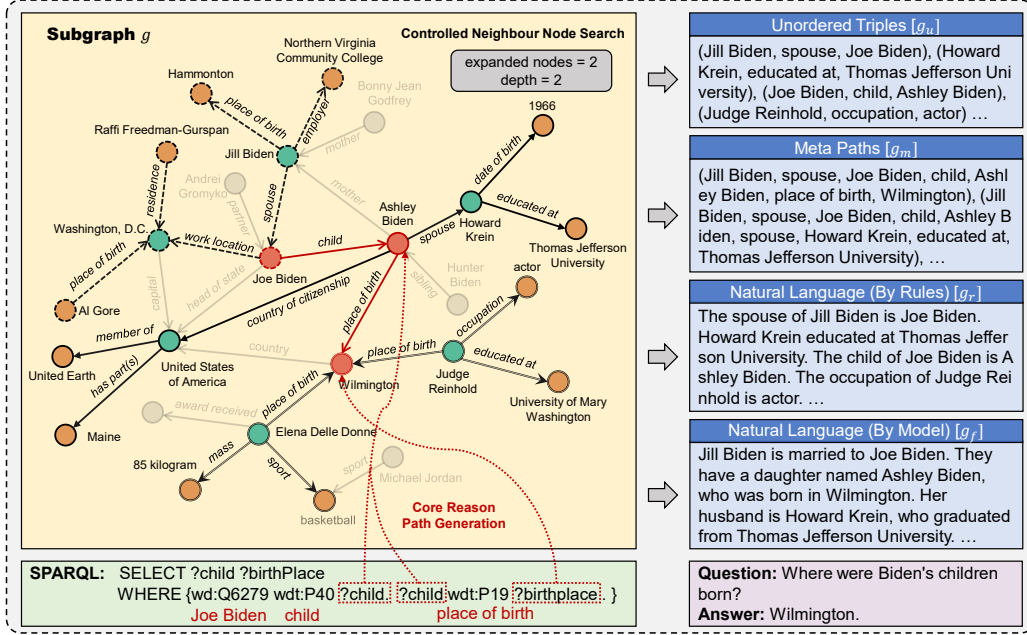 Subgraph g
Controlled Neighbour Node Search
expanded nodes = 2
depth = 2
Northern Virginia
Community College
Hammonton
Bonny Jean
Godfrey
1966
Raffi Freedman-Gurspan
place of birth
employer
mother
date of birth
Jill Biden
Andrei
Gromyko
residence
partner
spouse
mother
Ashley
Biden
spouse
Howard
Krein
educated at
Thomas Jefferson
University
Washington, D.C.
work location
child
place of birth
Joe Biden
Al Gore
capital
head of state
country of citizenship
Hunter
Biden
sibling
actor
member of
place of birth
occupation
United Earth
United States
of America
country
place of birth
Judge
Reinhold
educated at
has part(s)
Wilmington
University of Mary
Washington
award received
place of birth
Maine
Elena Delle Donne
85 kilogram
mass
sport
sport
Michael Jordan
basketball
Core Reason
Path Generation
SPARQL: SELECT ?child ?birthPlace
WHERE {wd:Q6279 wdt:P40 ?child. ?child wdt:P19 ?birthplace. }
Joe Biden child place of birth
Unordered Triples [gu]
(Jill Biden, spouse, Joe Biden), (Howard
Krein, educated at, Thomas Jefferson Uni
versity), (Joe Biden, child, Ashley Biden),
(Judge Reinhold, occupation, actor) …
Meta Paths [gm]
(Jill Biden, spouse, Joe Biden, child, Ashl
ey Biden, place of birth, Wilmington), (Jill
Biden, spouse, Joe Biden, child, Ashley B
iden, spouse, Howard Krein, educated at,
Thomas Jefferson University), …
Natural Language (By Rules) [gr]
The spouse of Jill Biden is Joe Biden.
Howard Krein educated at Thomas Jeffer
son University. The child of Joe Biden is A
shley Biden. The occupation of Judge Rei
nhold is actor. …
Natural Language (By Model) [gf]
Jill Biden is married to Joe Biden. They
have a daughter named Ashley Biden,
who was born in Wilmington. Her
husband is Howard Krein, who graduated
from Thomas Jefferson University. …
Question: Where were Biden's children
born?
Answer: Wilmington.